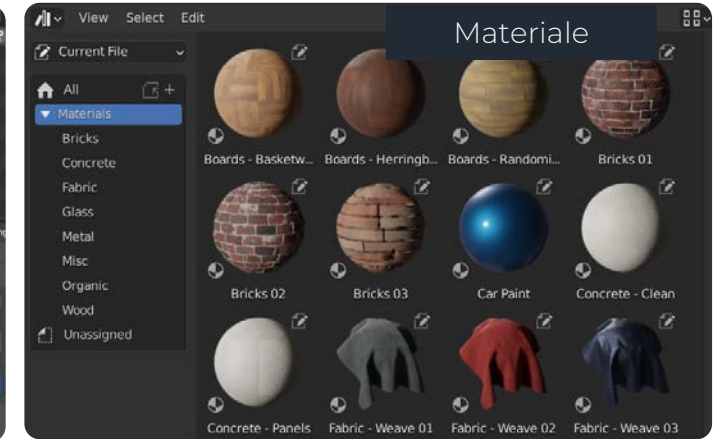 View Select Edit
Materiale
Current File
All
Materials
Bricks
Concrete
Fabric
Glass
Metal
Misc
Organic
Wood
Unassigned
Boards - Basketw... Boards - Herringb... Boards - Randomi... Bricks 01
Bricks 02 Bricks 03 Car Paint Concrete - Clean
Concrete - Panels Fabric - Weave 01 Fabric - Weave 02 Fabric - Weave 03